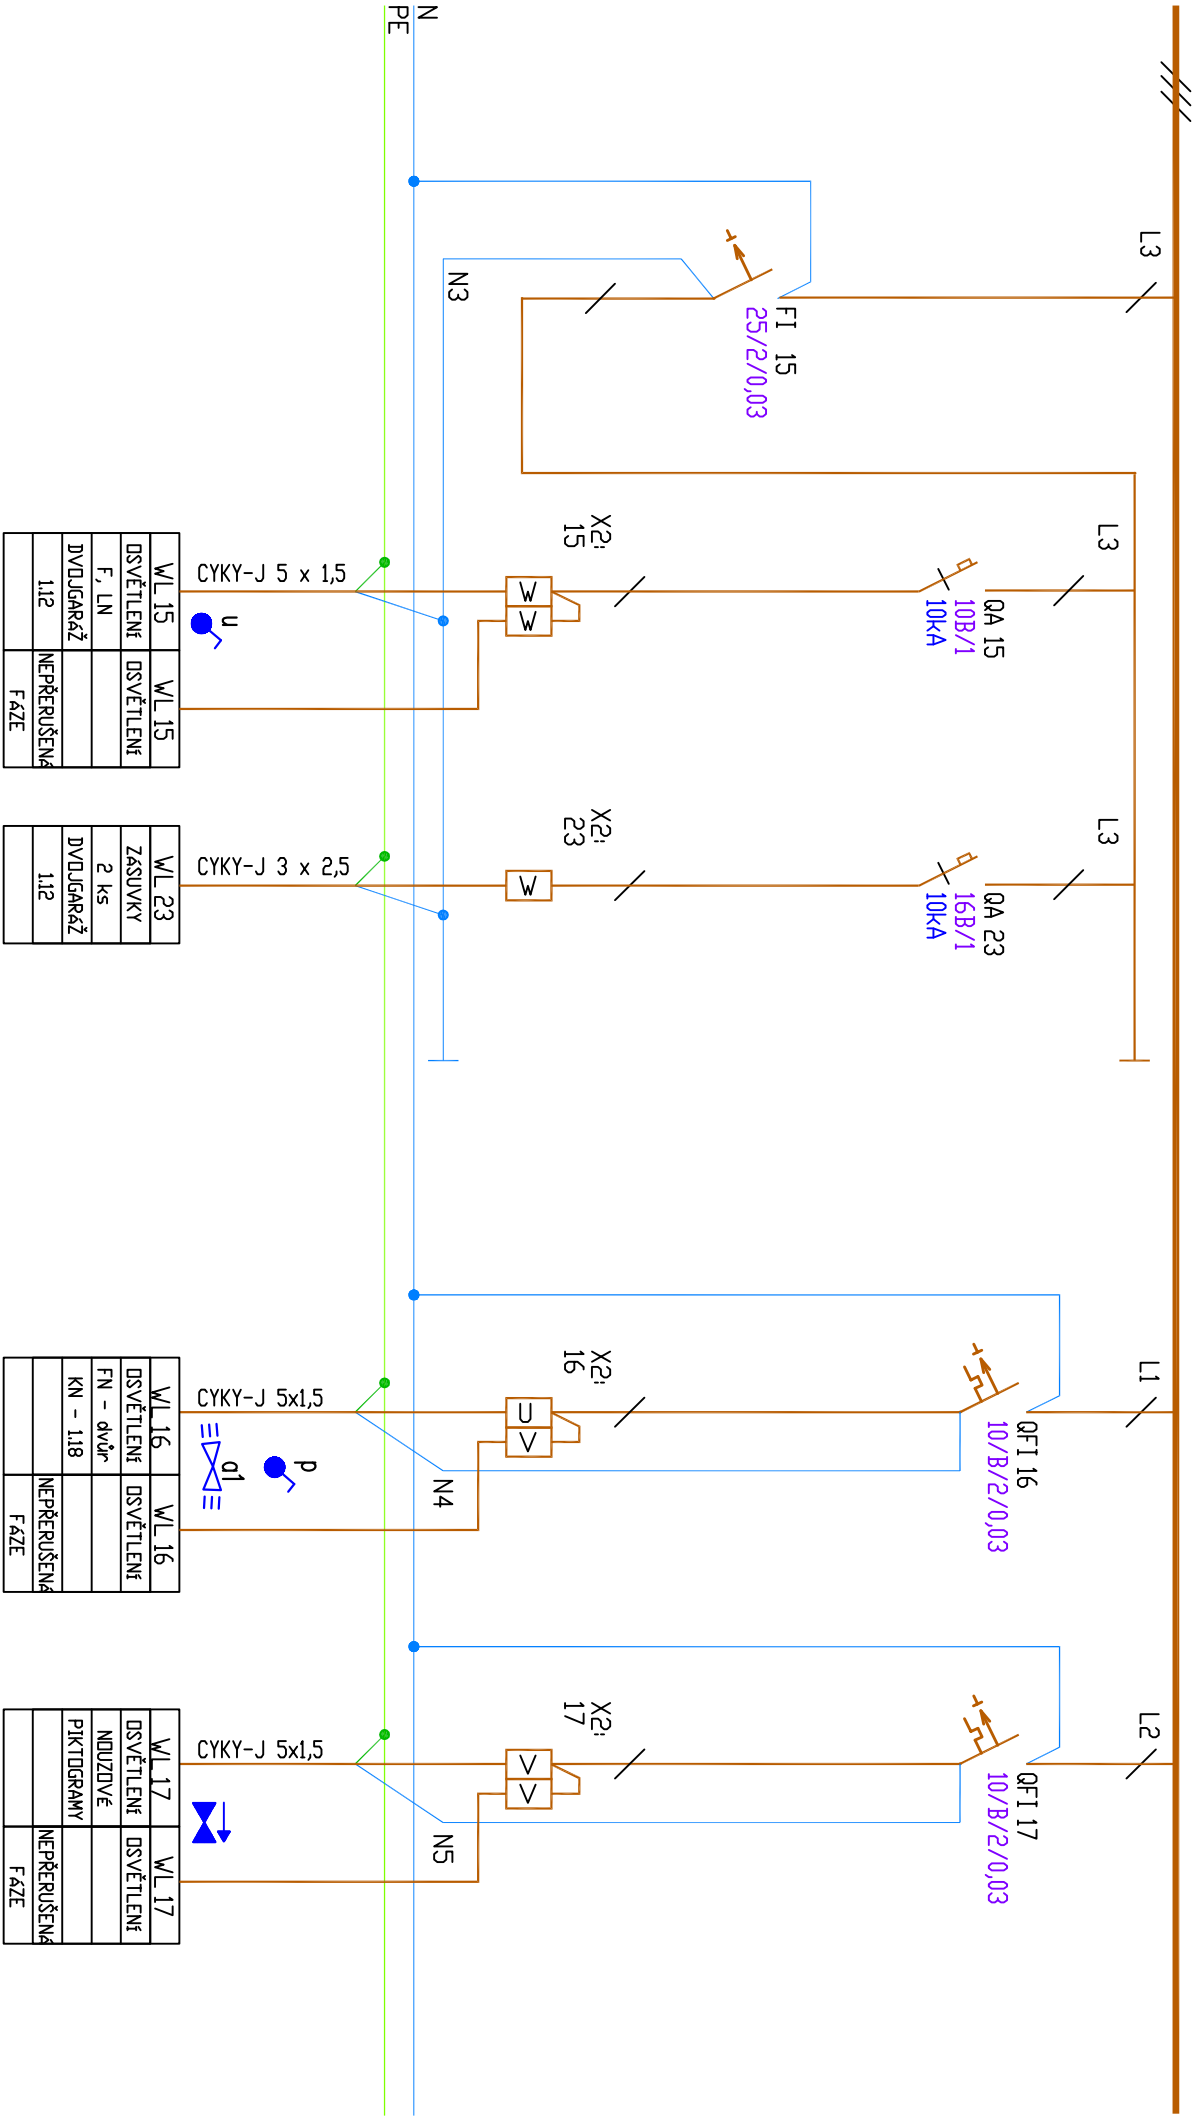 L3
FI 15
25/2/0,03
N
PE
N3
L3
QA 15
10B/1
10kA
X2:
15
W
W
CYKY-J 5 x 1,5
u
WL 15
OSVĚTLENÍ
F, LN
DVOJGARÁŽ
1.12
WL 15
OSVĚTLENÍ
NEPŘERUŠENÁ
FÁZE
L3
QA 23
16B/1
10kA
X2:
23
W
CYKY-J 3 x 2,5
WL 23
ZÁSUVKY
2 ks
DVOJGARÁŽ
1.12
L1
QFI 16
10/B/2/0,03
X2:
16
U
V
N4
CYKY-J 5x1,5
p
a1
WL 16
OSVĚTLENÍ
FN - dvůr
KN - 1.18
WL 16
OSVĚTLENÍ
NEPŘERUŠENÁ
FÁZE
L2
QFI 17
10/B/2/0,03
X2:
17
V
V
N5
CYKY-J 5x1,5
WL 17
OSVĚTLENÍ
NOUZOVÉ
PIKTOGRAMY
WL 17
OSVĚTLENÍ
NEPŘERUŠENÁ
FÁZE